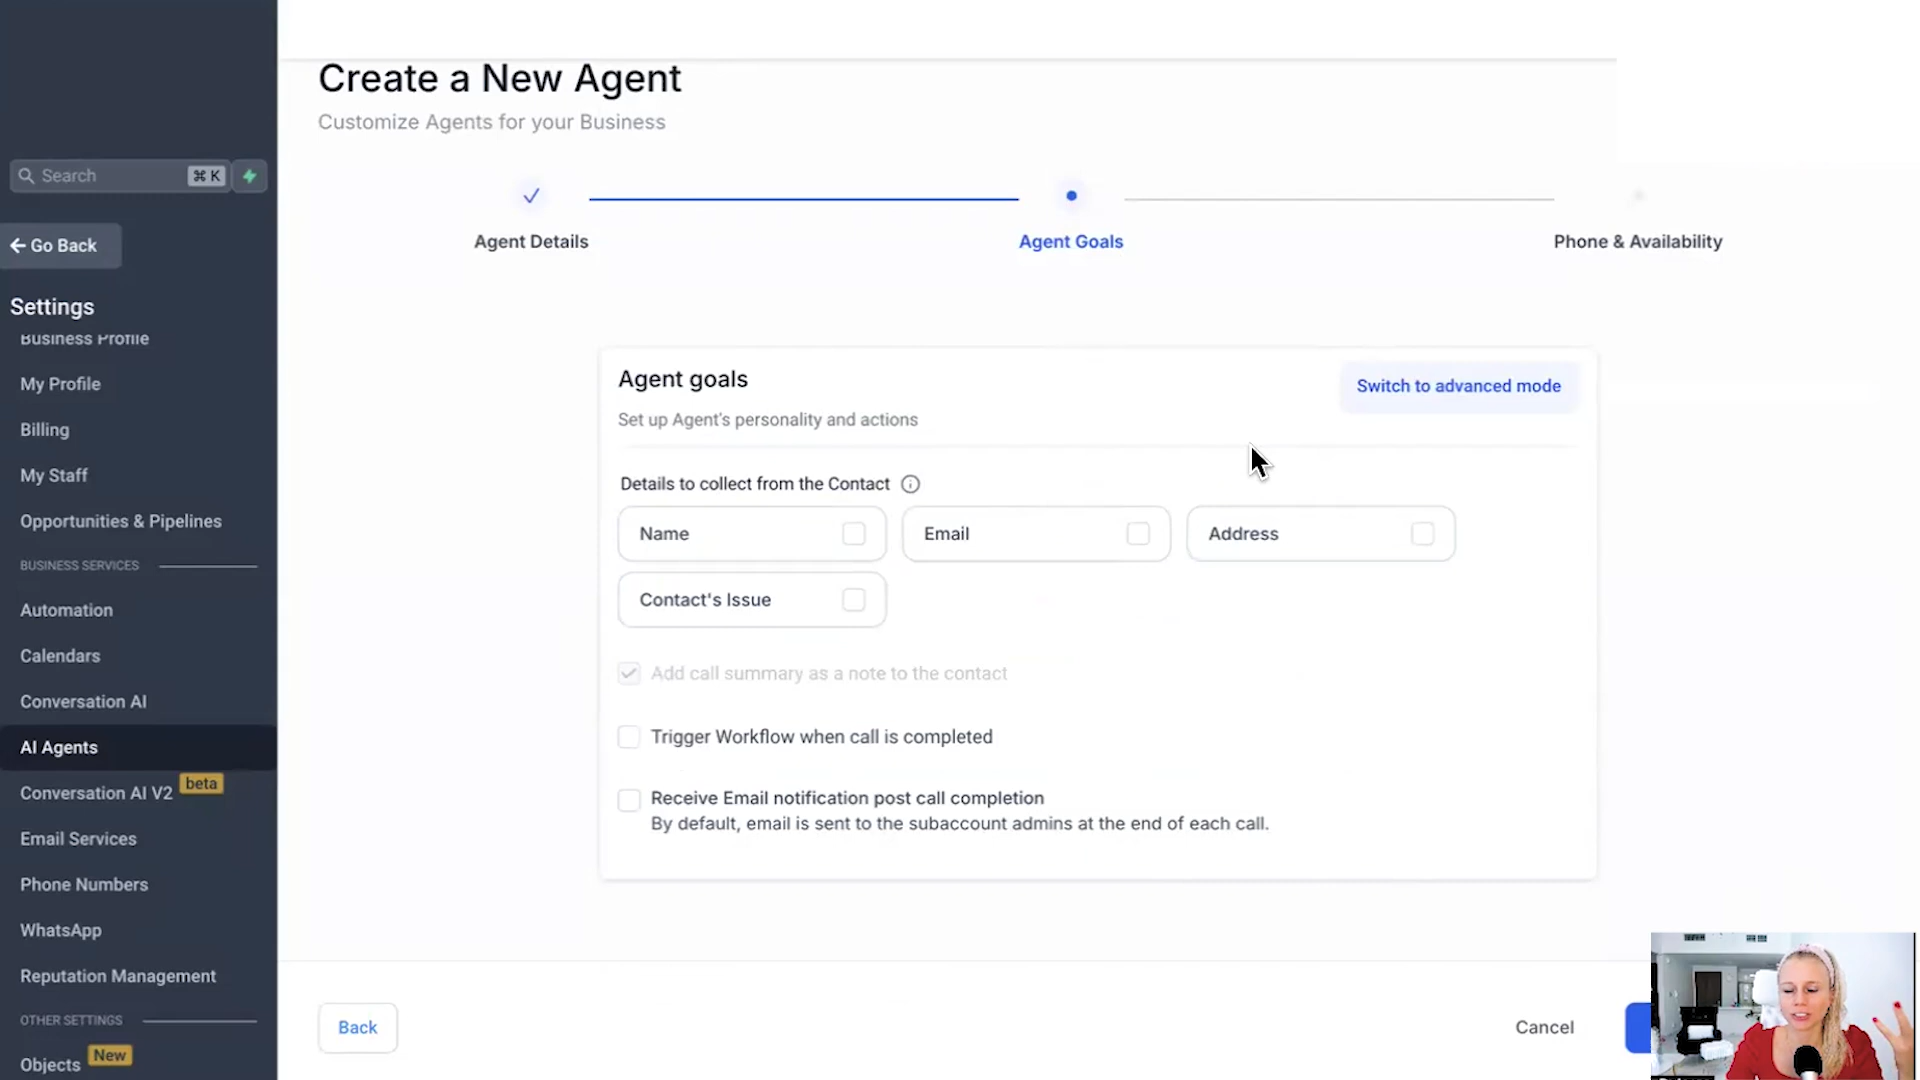 Search
⌘ K
Go Back
Settings
Business Profile
My Profile
Billing
My Staff
Opportunities & Pipelines
BUSINESS SERVICES
Automation
Calendars
Conversation AI
AI Agents
Conversation AI V2 beta
Email Services
Phone Numbers
WhatsApp
Reputation Management
OTHER SETTINGS
Objects New
Create a New Agent
Customize Agents for your Business
Agent Details
Agent Goals
Phone & Availability
Agent goals
Switch to advanced mode
Set up Agent's personality and actions
Details to collect from the Contact
Name
Email
Address
Contact's Issue
Add call summary as a note to the contact
Trigger Workflow when call is completed
Receive Email notification post call completion
By default, email is sent to the subaccount admins at the end of each call.
Back
Cancel